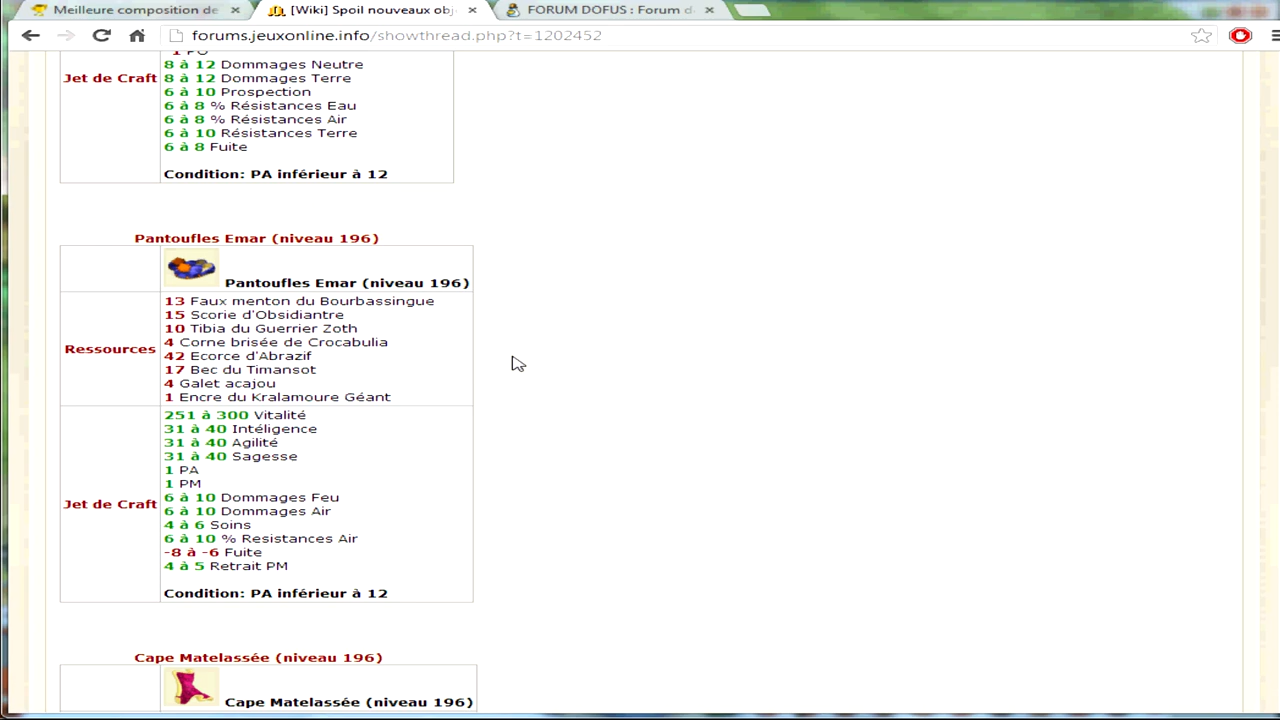 Meilleure composition de
[Wiki] Spoil nouveaux obj
FORUM DOFUS : Forum d
forums.jeuxonline.info/showthread.php?t=1202452
1 PO
8 à 12 Dommages Neutre
Jet de Craft
8 à 12 Dommages Terre
6 à 10 Prospection
6 à 8 % Résistances Eau
6 à 8 % Résistances Air
6 à 10 Résistances Terre
6 à 8 Fuite
Condition: PA inférieur à 12
Pantoufles Emar (niveau 196)
Pantoufles Emar (niveau 196)
13 Faux menton du Bourbassingue
15 Scorie d'Obsidiantre
10 Tibia du Guerrier Zoth
4 Corne brisée de Crocabulia
Ressources
42 Ecorce d'Abrazif
17 Bec du Timansot
4 Galet acajou
1 Encre du Kralamoure Géant
251 à 300 Vitalité
31 à 40 Intéligence
31 à 40 Agilité
31 à 40 Sagesse
1 PA
1 PM
6 à 10 Dommages Feu
Jet de Craft
6 à 10 Dommages Air
4 à 6 Soins
6 à 10 % Resistances Air
-8 à -6 Fuite
4 à 5 Retrait PM
Condition: PA inférieur à 12
Cape Matelassée (niveau 196)
Cape Matelassée (niveau 196)